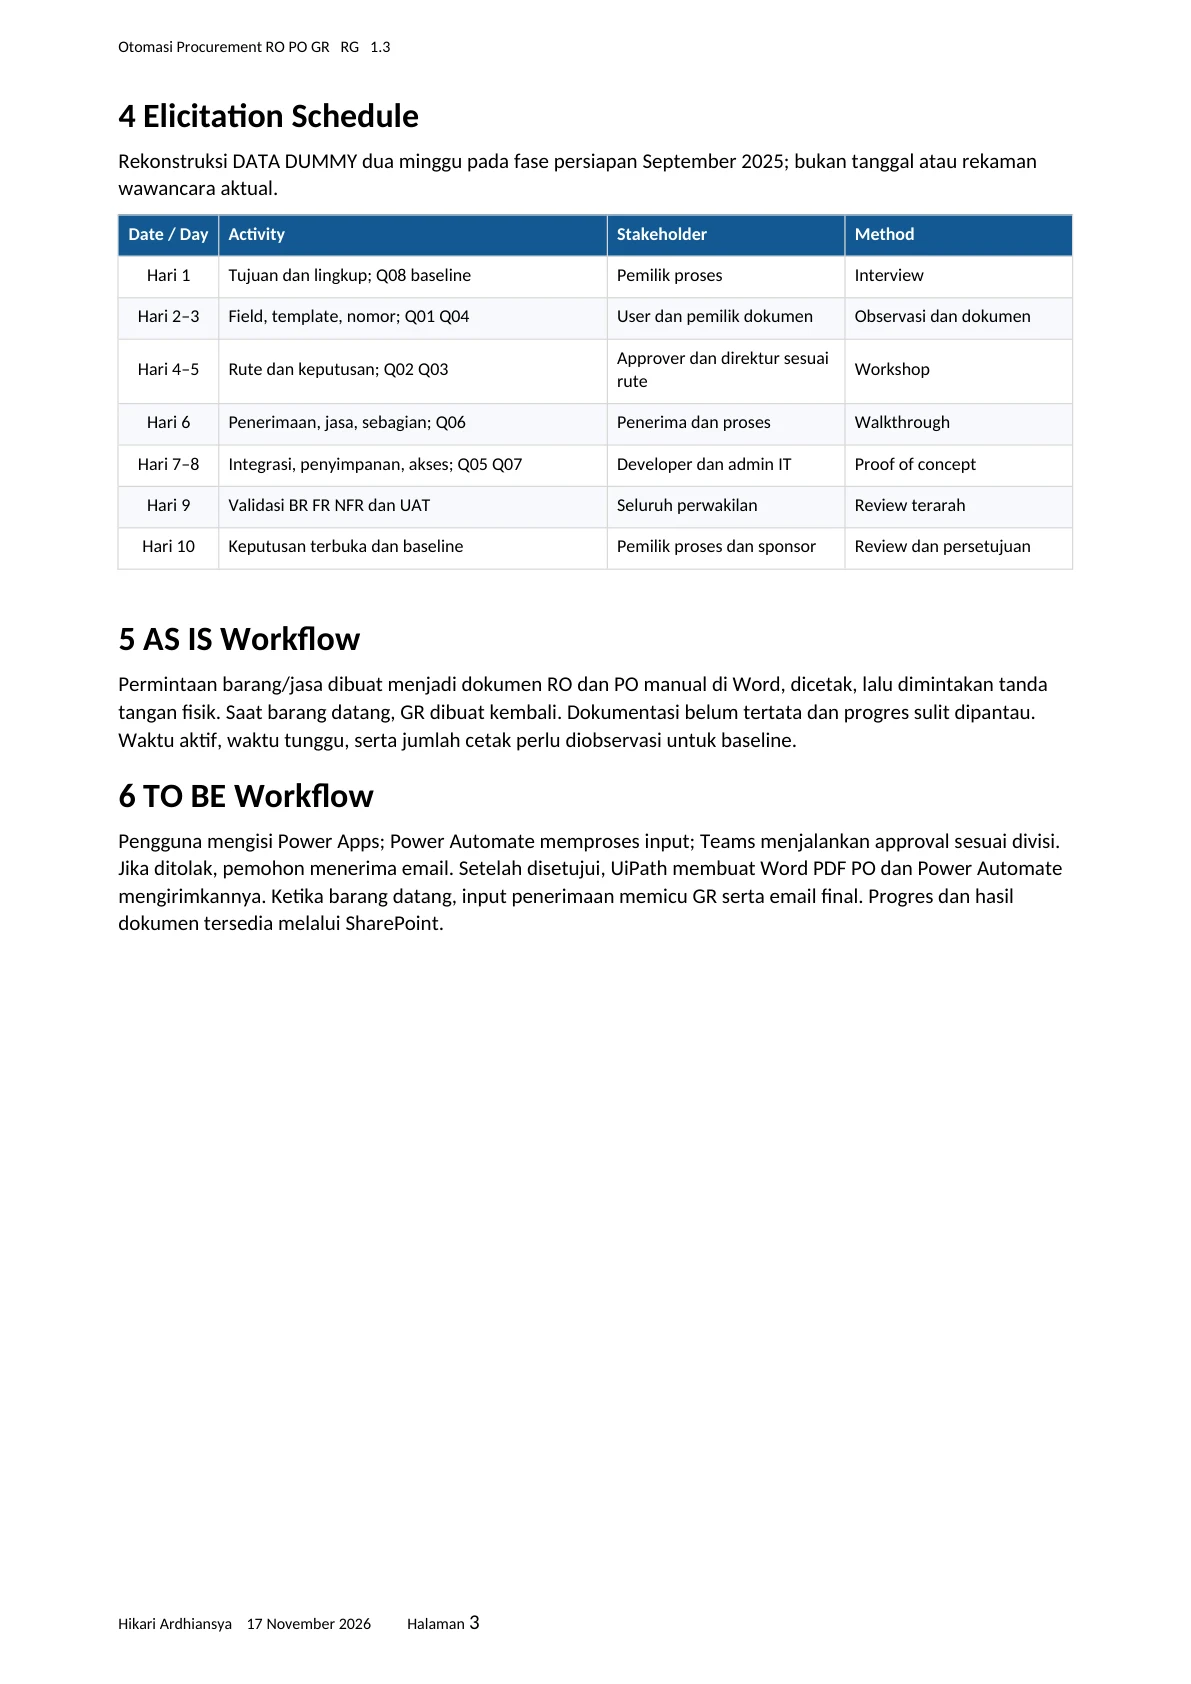 Otomasi Procurement RO PO GR RG 1.3
4 Elicitation Schedule
Rekonstruksi DATA DUMMY dua minggu pada fase persiapan September 2025; bukan tanggal atau rekaman
wawancara aktual.
Date / Day Activity Stakeholder Method
Hari 1 Tujuan dan lingkup; Q08 baseline Pemilik proses Interview
Hari 2–3 Field, template, nomor; Q01 Q04 User dan pemilik dokumen Observasi dan dokumen
Hari 4–5 Rute dan keputusan; Q02 Q03 Approver dan direktur sesuai rute Workshop
Hari 6 Penerimaan, jasa, sebagian; Q06 Penerima dan proses Walkthrough
Hari 7–8 Integrasi, penyimpanan, akses; Q05 Q07 Developer dan admin IT Proof of concept
Hari 9 Validasi BR FR NFR dan UAT Seluruh perwakilan Review terarah
Hari 10 Keputusan terbuka dan baseline Pemilik proses dan sponsor Review dan persetujuan
5 AS IS Workflow
Permintaan barang/jasa dibuat menjadi dokumen RO dan PO manual di Word, dicetak, lalu dimintakan tanda
tangan fisik. Saat barang datang, GR dibuat kembali. Dokumentasi belum tertata dan progres sulit dipantau.
Waktu aktif, waktu tunggu, serta jumlah cetak perlu diobservasi untuk baseline.
6 TO BE Workflow
Pengguna mengisi Power Apps; Power Automate memproses input; Teams menjalankan approval sesuai divisi.
Jika ditolak, pemohon menerima email. Setelah disetujui, UiPath membuat Word PDF PO dan Power Automate
mengirimkannya. Ketika barang datang, input penerimaan memicu GR serta email final. Progres dan hasil
dokumen tersedia melalui SharePoint.
Hikari Ardhiansya 17 November 2026 Halaman 3